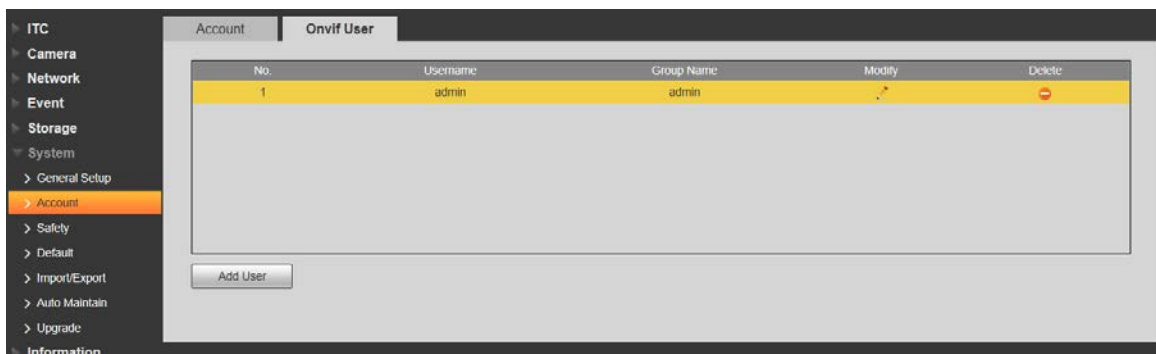 ITC
Camera
Network
Event
Storage
System
General Setup
Account
Safety
Default
Import/Export
Auto Maintain
Upgrade
Information
Account Onvif User
No. Username Group Name Modify Delete
1 admin admin
Add User